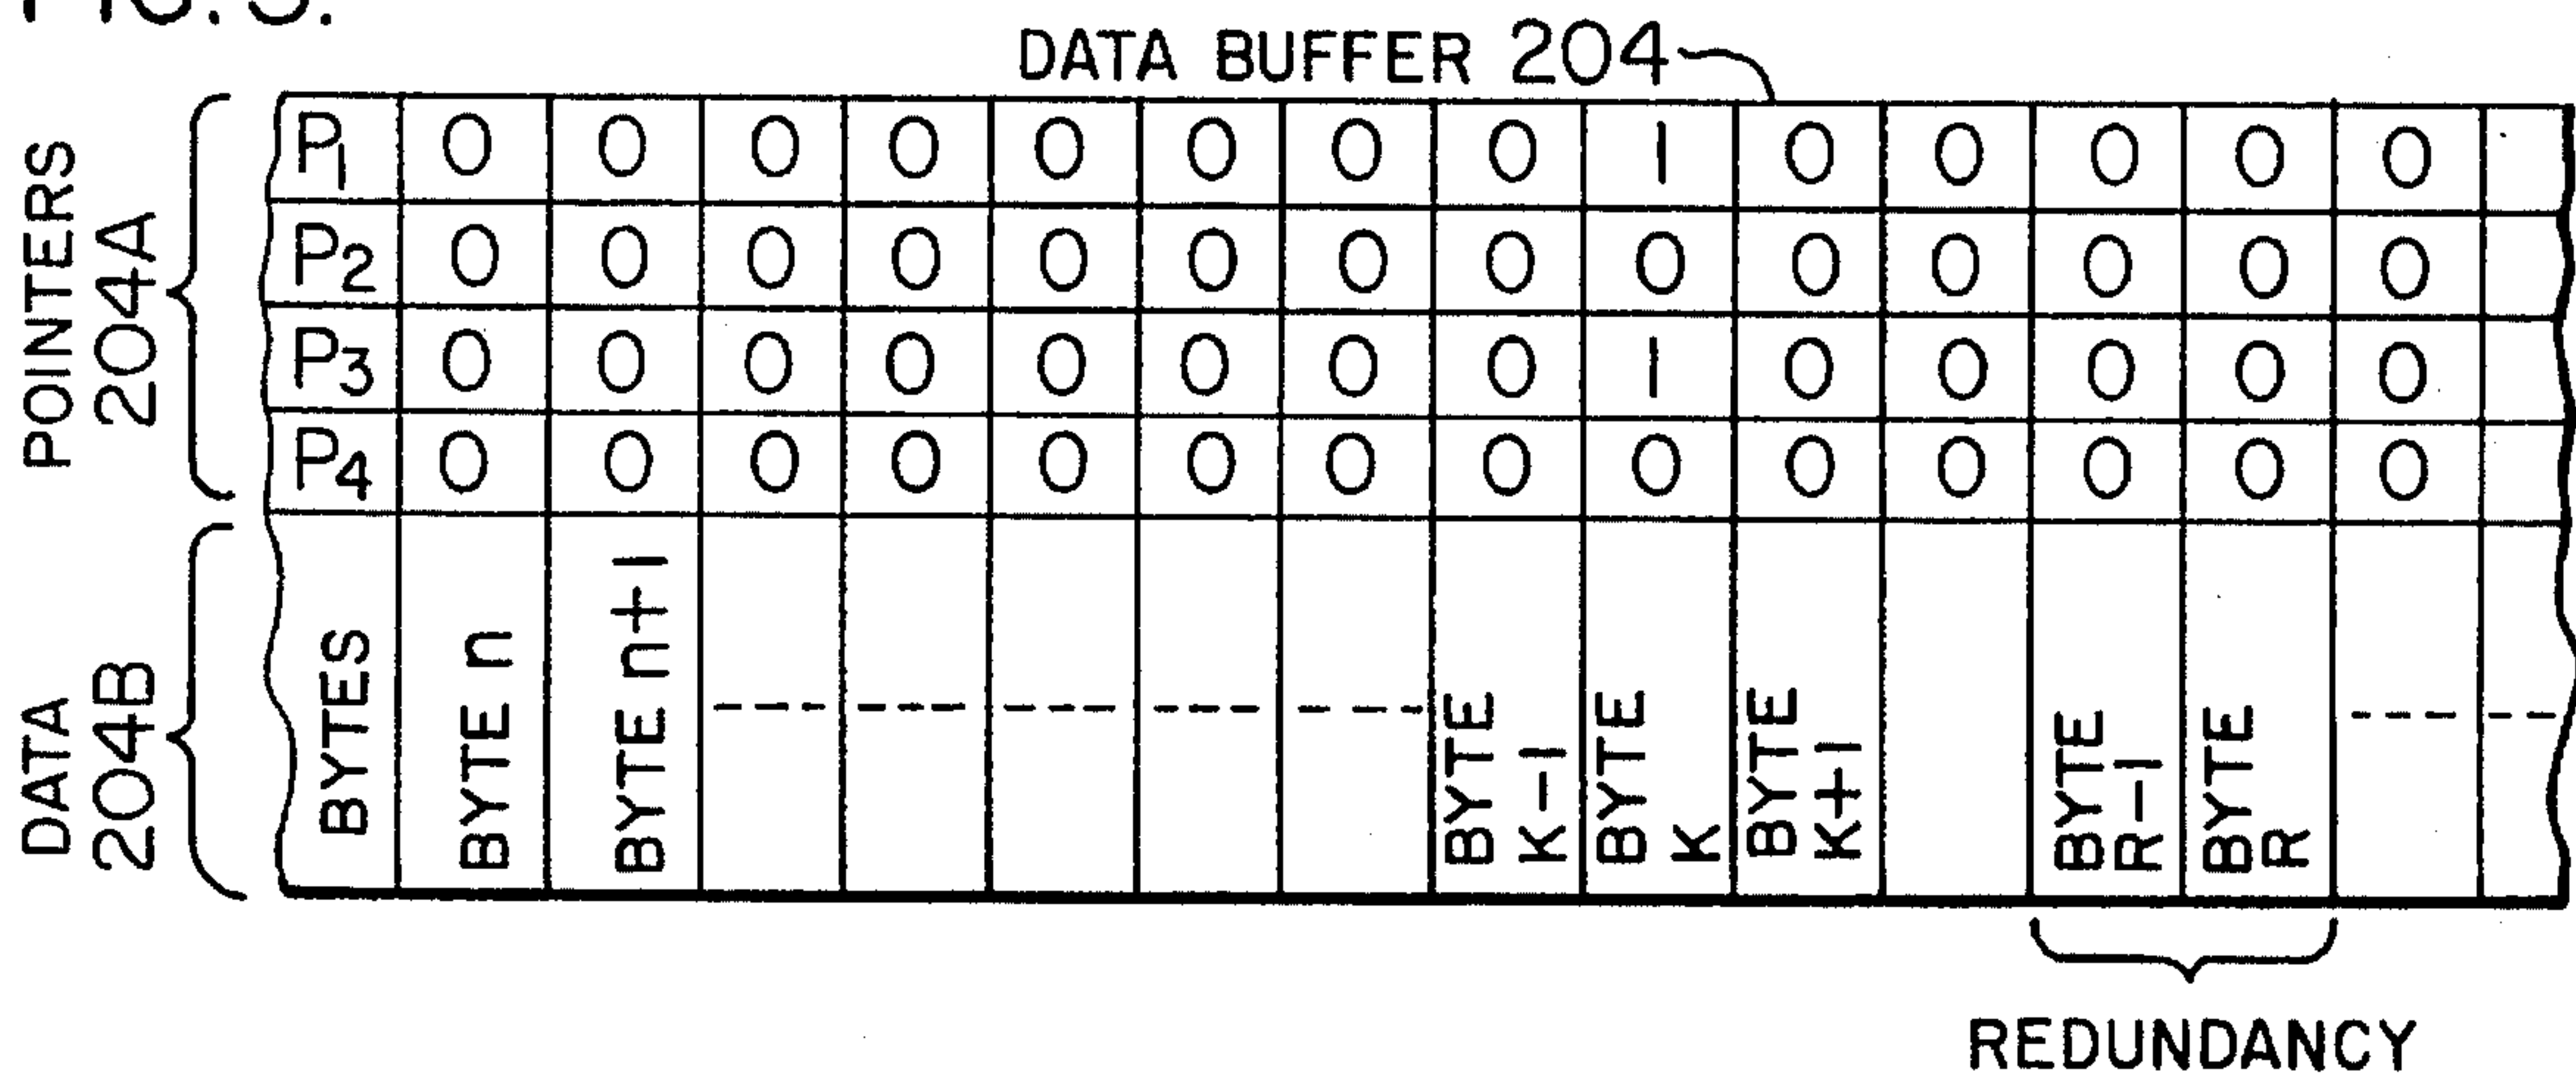 FIG. 5.
DATA BUFFER 204
POINTERS
204A
P1 0 0 0 0 0 0 0 0 1 0 0 0 0 0
P2 0 0 0 0 0 0 0 0 0 0 0 0 0 0
P3 0 0 0 0 0 0 0 0 1 0 0 0 0 0
P4 0 0 0 0 0 0 0 0 0 0 0 0 0 0
DATA
204B
BYTES
BYTE n
BYTE n+1
BYTE
K-1
BYTE
K
BYTE
K+1
BYTE
R-1
BYTE
R
REDUNDANCY